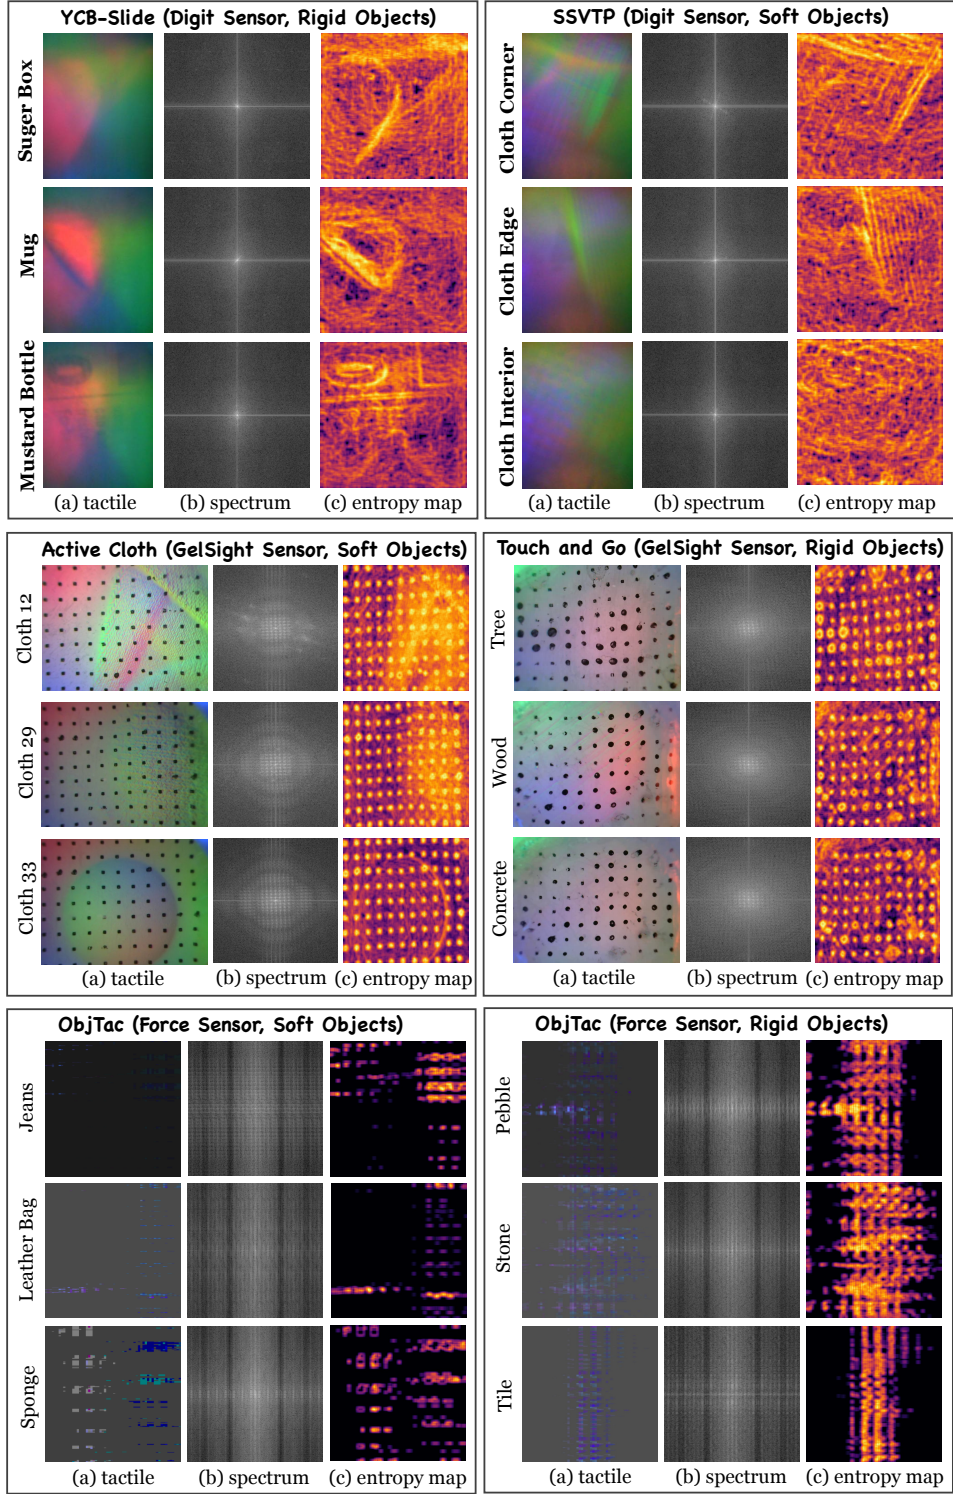 YCB-Slide (Digit Sensor, Rigid Objects)
Suger Box
Mug
Mustard Bottle
(a) tactile (b) spectrum (c) entropy map
SSVTP (Digit Sensor, Soft Objects)
Cloth Corner
Cloth Edge
Cloth Interior
(a) tactile (b) spectrum (c) entropy map
Active Cloth (GelSight Sensor, Soft Objects)
Cloth 12
Cloth 29
Cloth 33
(a) tactile (b) spectrum (c) entropy map
Touch and Go (GelSight Sensor, Rigid Objects)
Tree
Wood
Concrete
(a) tactile (b) spectrum (c) entropy map
ObjTac (Force Sensor, Soft Objects)
Jeans
Leather Bag
Sponge
(a) tactile (b) spectrum (c) entropy map
ObjTac (Force Sensor, Rigid Objects)
Pebble
Stone
Tile
(a) tactile (b) spectrum (c) entropy map